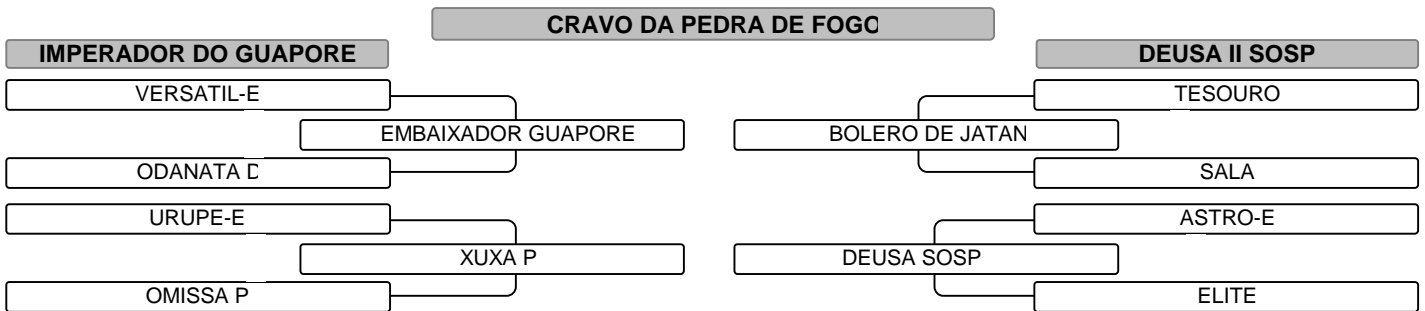 CRAVO DA PEDRA DE FOGO
IMPERADOR DO GUAPORE
DEUSA II SOSP
VERSATIL-E
TESOURO
EMBAIXADOR GUAPORE
BOLERO DE JATAN
ODANATA D
SALA
URUPE-E
ASTRO-E
XUXA P
DEUSA SOSP
OMISSA P
ELITE